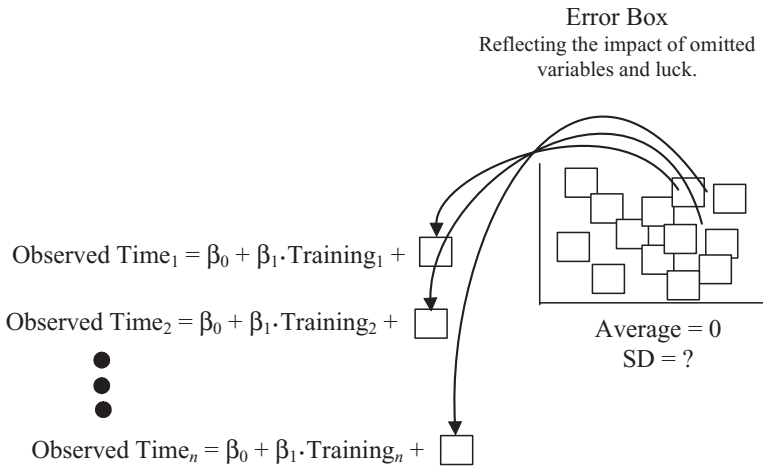 Error Box
Reflecting the impact of omitted
variables and luck.
Observed Time₁ = β₀ + β₁·Training₁ +
Observed Time₂ = β₀ + β₁·Training₂ +
Average = 0
SD = ?
Observed Timeₙ = β₀ + β₁·Trainingₙ +